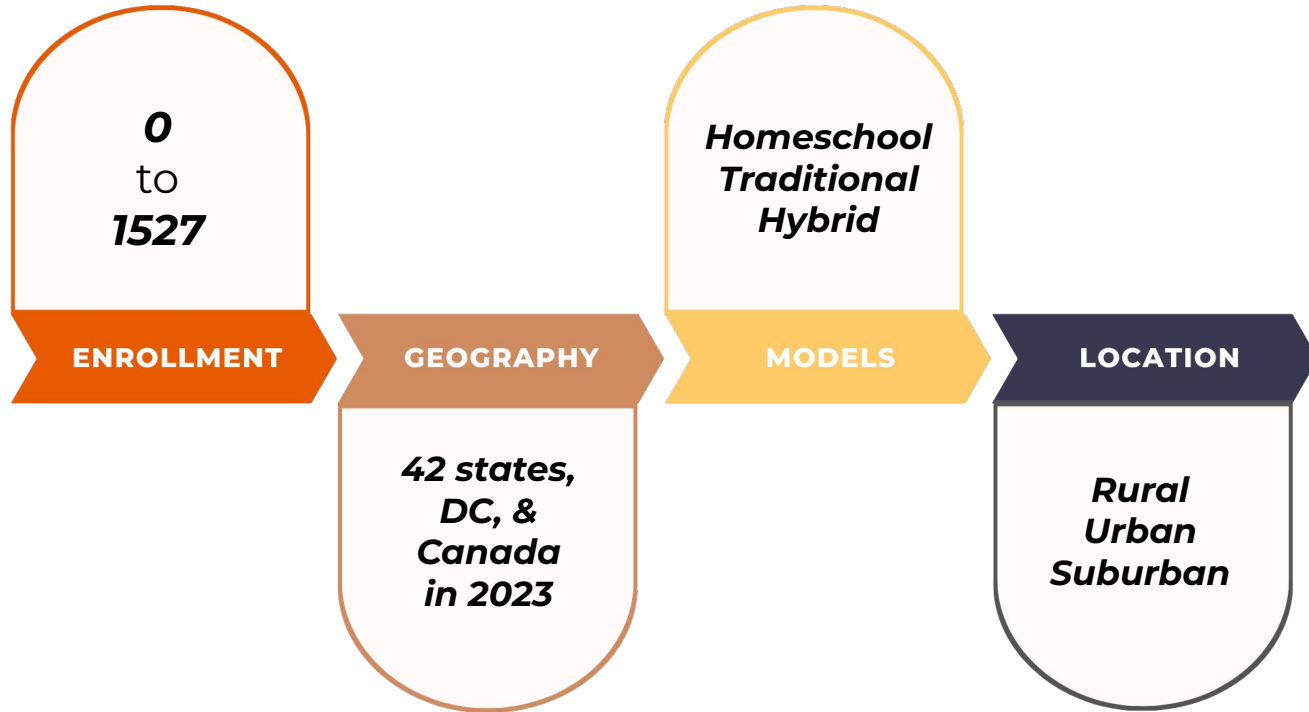 0
to
1527
ENROLLMENT
GEOGRAPHY
42 states,
DC, &
Canada
in 2023
Homeschool
Traditional
Hybrid
MODELS
LOCATION
Rural
Urban
Suburban